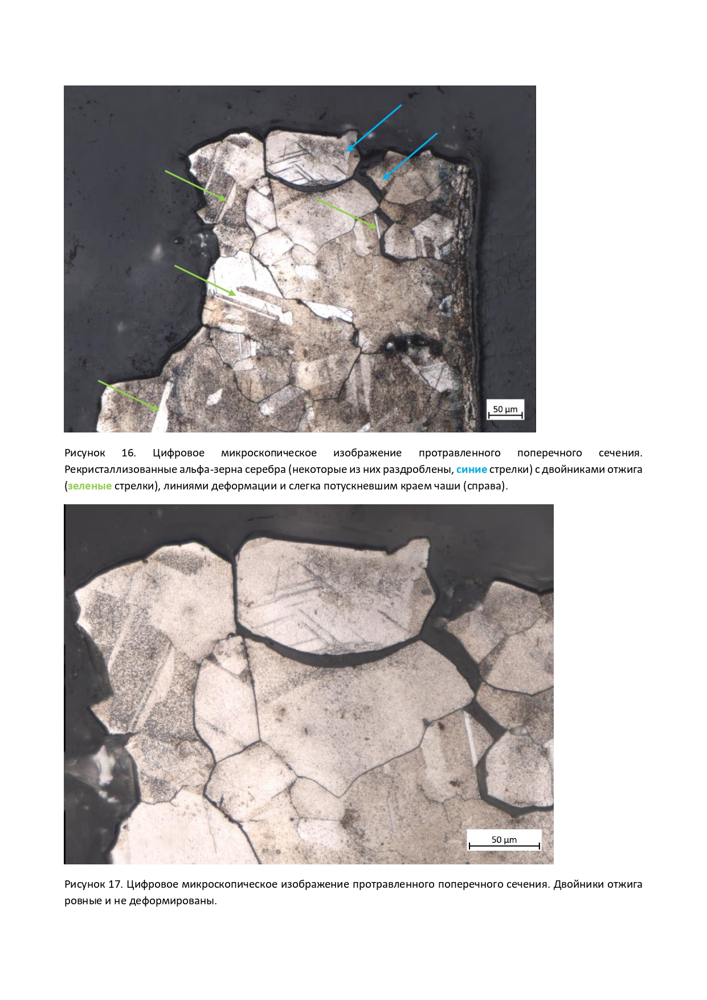 50 µm
Рисунок 16. Цифровое микроскопическое изображение протравленного поперечного сечения.
Рекристаллизованные альфа-зерна серебра (некоторые из них раздроблены, синие стрелки) с двойниками отжига
(зеленые стрелки), линиями деформации и слегка потускневшим краем чаши (справа).
50 µm
Рисунок 17. Цифровое микроскопическое изображение протравленного поперечного сечения. Двойники отжига
ровные и не деформированы.